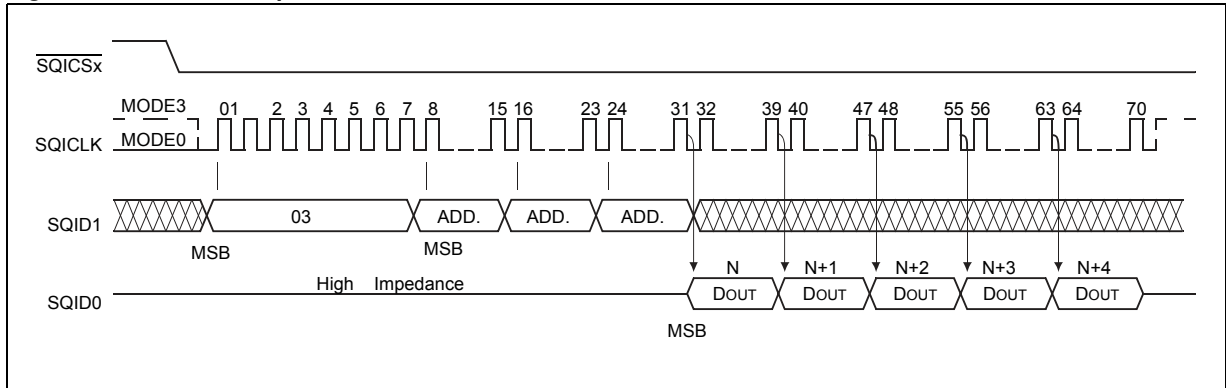 SQICSx
MODE3 01 2 3 4 5 6 7 8 15 16 23 24 31 32 39 40 47 48 55 56 63 64 70
SQICLK MODE0
SQID1 03 ADD. ADD. ADD.
MSB MSB
N N+1 N+2 N+3 N+4
High Impedance
SQID0 DOUT DOUT DOUT DOUT DOUT
MSB